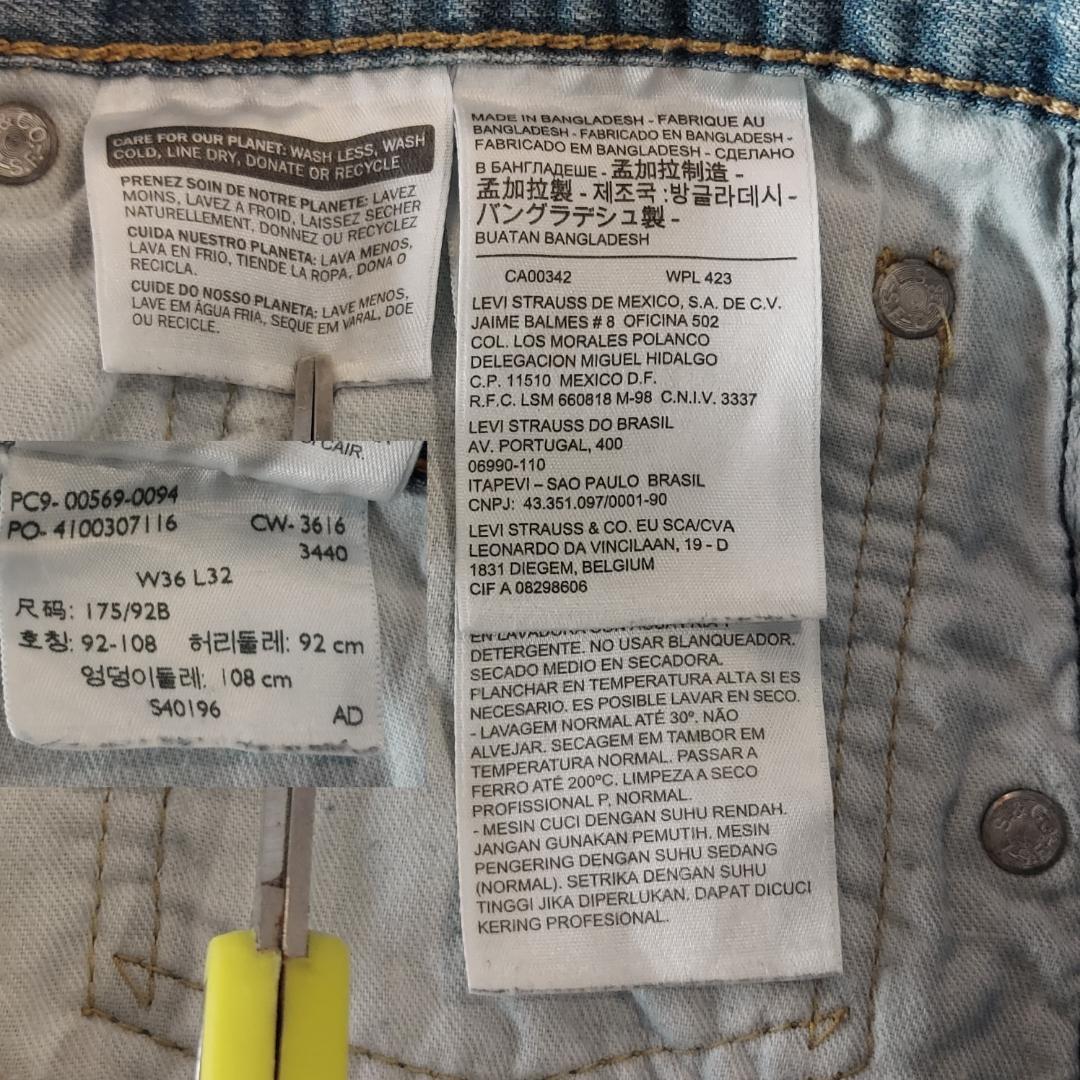 CARE FOR OUR PLANET: WASH LESS, WASH
COLD, LINE DRY, DONATE OR RECYCLE
PRENEZ SOIN DE NOTRE PLANETE: LAVEZ
MOINS, LAVEZ A FROID, LAISSEZ SECHER
NATURELLEMENT, DONNEZ OU RECYCLEZ
CUIDA NUESTRO PLANETA: LAVA MENOS,
LAVA EN FRIO, TIENDE LA ROPA, DONA O
RECICLA.
CUIDE DO NOSSO PLANETA: LAVE MENOS,
LAVE EM ÁGUA FRIA, SEQUE EM VARAL, DOE
OU RECICLE.
CAIR.
PC9- 00569-0094
PO- 4100307116 CW- 3616
3440
W36 L32
尺码: 175/92B
호칭: 92-108 허리둘레: 92 cm
엉덩이둘레: 108 cm
S40196 AD
MADE IN BANGLADESH - FABRIQUE AU
BANGLADESH - FABRICADO EN BANGLADESH -
FABRICADO EM BANGLADESH - СДЕЛАНО
В БАНГЛАДЕШЕ - 孟加拉制造 -
孟加拉製 - 제조국 :방글라데시 -
バングラデシュ製 -
BUATAN BANGLADESH
CA00342 WPL 423
LEVI STRAUSS DE MEXICO, S.A. DE C.V.
JAIME BALMES # 8 OFICINA 502
COL. LOS MORALES POLANCO
DELEGACION MIGUEL HIDALGO
C.P. 11510 MEXICO D.F.
R.F.C. LSM 660818 M-98 C.N.I.V. 3337
LEVI STRAUSS DO BRASIL
AV. PORTUGAL, 400
06990-110
ITAPEVI – SAO PAULO BRASIL
CNPJ: 43.351.097/0001-90
LEVI STRAUSS & CO. EU SCA/CVA
LEONARDO DA VINCILAAN, 19 - D
1831 DIEGEM, BELGIUM
CIF A 08298606
EN LAVADORA CON AGUA FRIA Y
DETERGENTE. NO USAR BLANQUEADOR.
SECADO MEDIO EN SECADORA.
PLANCHAR EN TEMPERATURA ALTA SI ES
NECESARIO. ES POSIBLE LAVAR EN SECO.
- LAVAGEM NORMAL ATÉ 30º. NÃO
ALVEJAR. SECAGEM EM TAMBOR EM
TEMPERATURA NORMAL. PASSAR A
FERRO ATÉ 200ºC. LIMPEZA A SECO
PROFISSIONAL P, NORMAL.
- MESIN CUCI DENGAN SUHU RENDAH.
JANGAN GUNAKAN PEMUTIH. MESIN
PENGERING DENGAN SUHU SEDANG
(NORMAL). SETRIKA DENGAN SUHU
TINGGI JIKA DIPERLUKAN. DAPAT DICUCI
KERING PROFESIONAL.